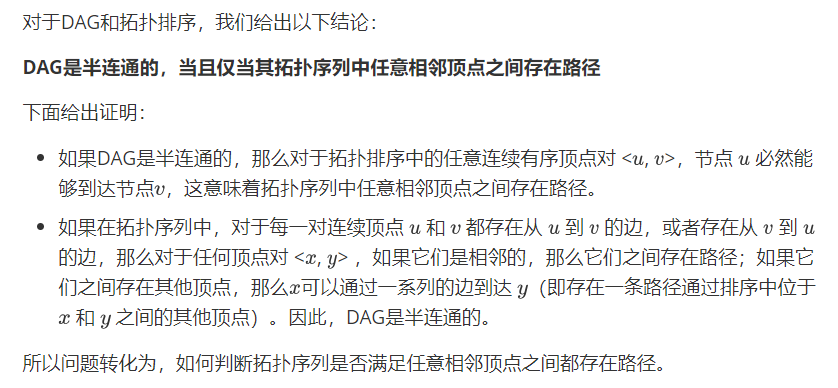 对于DAG和拓扑排序，我们给出以下结论：
DAG是半连通的，当且仅当其拓扑序列中任意相邻顶点之间存在路径
下面给出证明：
• 如果DAG是半连通的，那么对于拓扑排序中的任意连续有序顶点对 <u, v>，节点 u 必然能
够到达节点v，这意味着拓扑序列中任意相邻顶点之间存在路径。
• 如果在拓扑序列中，对于每一对连续顶点 u 和 v 都存在从 u 到 v 的边，或者存在从 v 到 u
的边，那么对于任何顶点对 <x, y> ，如果它们是相邻的，那么它们之间存在路径；如果它
们之间存在其他顶点，那么x可以通过一系列的边到达 y（即存在一条路径通过排序中位于
x 和 y 之间的其他顶点）。因此，DAG是半连通的。
所以问题转化为，如何判断拓扑序列是否满足任意相邻顶点之间都存在路径。